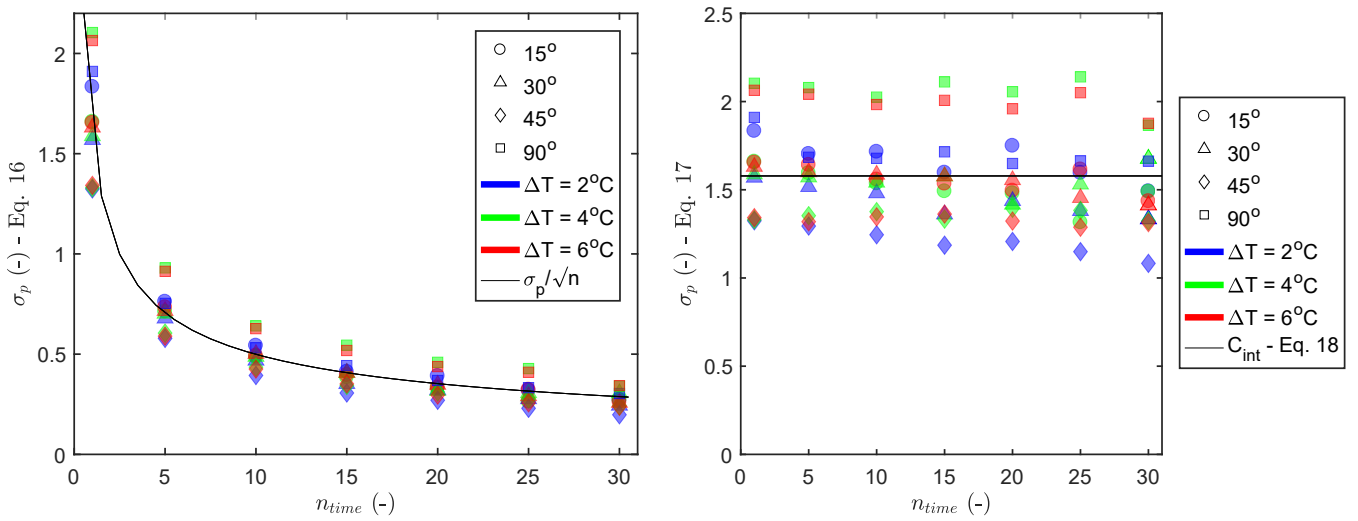 2
1.5
1
0.5
0
0
5
10
15
20
25
30
σp (-) - Eq. 16
ntime (-)
15o
30o
45o
90o
ΔT = 2oC
ΔT = 4oC
ΔT = 6oC
σp/√n
2.5
2
1.5
1
0.5
0
0
5
10
15
20
25
30
σp (-) - Eq. 17
ntime (-)
15o
30o
45o
90o
ΔT = 2oC
ΔT = 4oC
ΔT = 6oC
Cint - Eq. 18